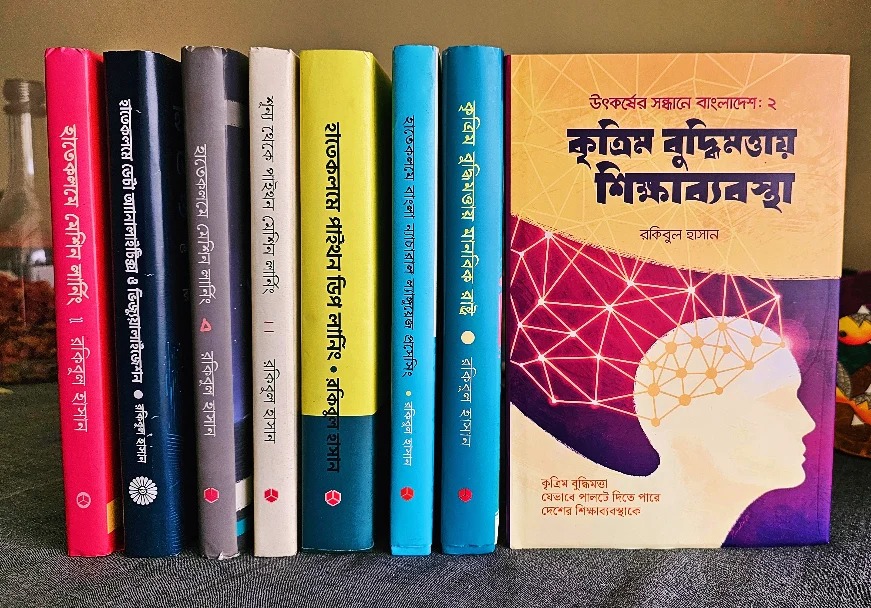 হাতেকলমে মেশিন লার্নিং || রকিবুল হাসান
হাতেকলমে ডেটা অ্যানালাইটিক্স ও ভিজ্যুয়ালাইজেশন ● রকিবুল হাসান
হাতেকলমে মেশিন লার্নিং ২ রকিবুল হাসান
শূন্য থেকে পাইথন মেশিন লার্নিং || রকিবুল হাসান
হাতেকলমে পাইথন ডিপ লার্নিং ● রকিবুল হাসান
হাতেকলমে বাংলা ন্যাচারাল ল্যাঙ্গুয়েজ প্রসেসিং ● রকিবুল হাসান
কৃত্রিম বুদ্ধিমত্তায় মানবিক রাষ্ট্র ● রকিবুল হাসান
উৎকর্ষের সন্ধানে বাংলাদেশ: ২
কৃত্রিম বুদ্ধিমত্তায়
শিক্ষাব্যবস্থা
রকিবুল হাসান
কৃত্রিম বুদ্ধিমত্তা
যেভাবে পালটে দিতে পারে
দেশের শিক্ষাব্যবস্থাকে